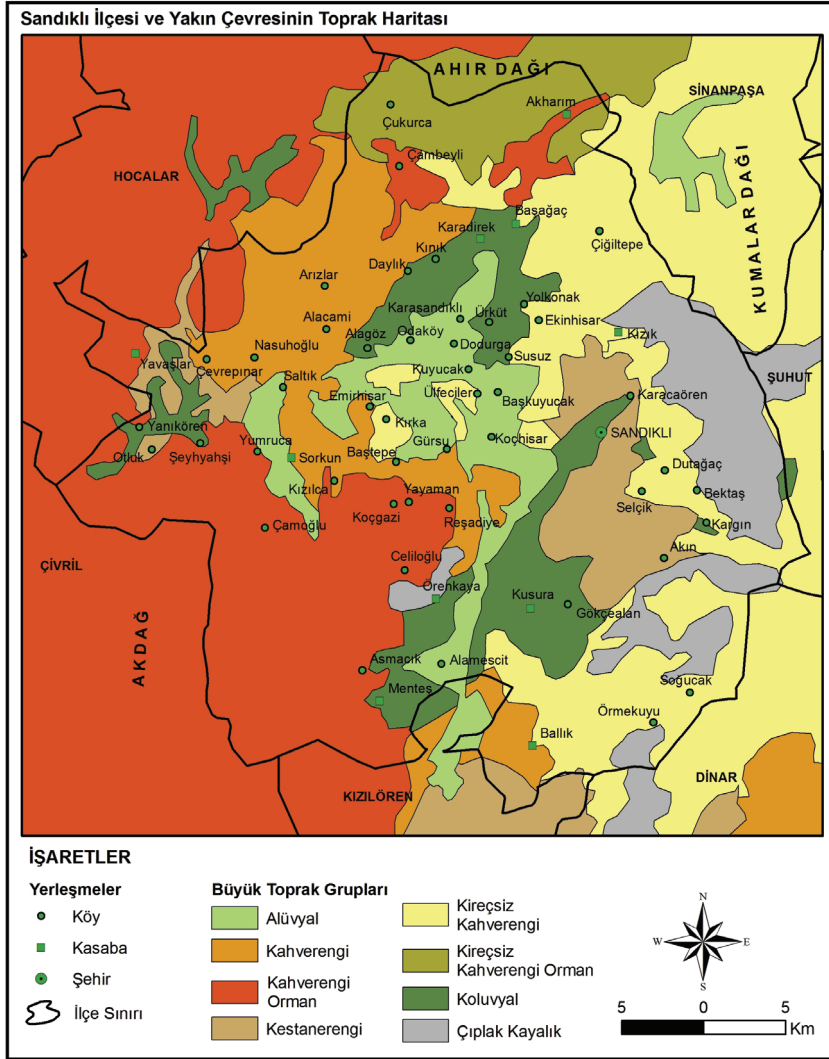 Sandıklı İlçesi ve Yakın Çevresinin Toprak Haritası
AHIR DAĞI
SİNANPAŞA
Akharım
Çukurca
Çambeyli
HOCALAR
KUMALAR DAĞI
Başağaç
Karadirek
Çiğiltepe
Kınık
Daylık
Arızlar
Yolkonak
Karasandıklı
Ürküt
Ekinhisar
Alacami
Kızık
Odaköy
Alagöz
Dodurga
Nasuhoğlu
Susuz
Yavaşlar
Çevrepınar
Kuyucak
ŞUHUT
Saltık
Emirhisar
Ülfeciler
Başkuyucak
Karacaören
Kırka
Yanıkören
SANDIKLI
Yumruca
Gürsu
Koçhisar
Otluk
Şeyhyahşi
Sorkun
Baştepe
Dutağaç
Kızılca
Yayaman
Bektaş
Koçgazi
Reşadiye
Selçik
Çamoğlu
Kargın
Akın
Celiloğlu
ÇİVRİL
Örenkaya
Kusura
Gökçealan
AKDAĞ
Asmacık
Alamescit
Soğucak
Menteş
Örmekuyu
Ballık
DİNAR
KIZILÖREN
İŞARETLER
Yerleşmeler
Köy
Kasaba
Şehir
İlçe Sınırı
Büyük Toprak Grupları
Alüvyal
Kahverengi
Kahverengi
Orman
Kestanerengi
Kireçsiz
Kahverengi
Kireçsiz
Kahverengi Orman
Koluvyal
Çıplak Kayalık
N
W
E
S
5 0 5
Km